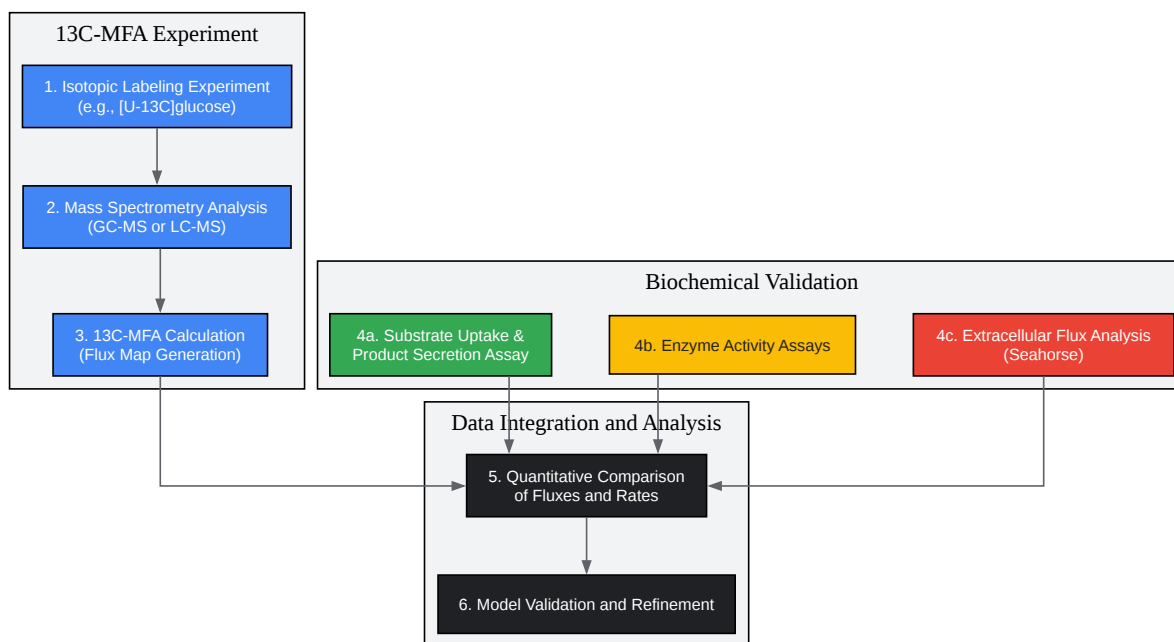 13C-MFA Experiment
1. Isotopic Labeling Experiment
(e.g., [U-13C]glucose)
2. Mass Spectrometry Analysis
(GC-MS or LC-MS)
3. 13C-MFA Calculation
(Flux Map Generation)
Biochemical Validation
4a. Substrate Uptake &
Product Secretion Assay
4b. Enzyme Activity Assays
4c. Extracellular Flux Analysis
(Seahorse)
Data Integration and Analysis
5. Quantitative Comparison
of Fluxes and Rates
6. Model Validation and Refinement